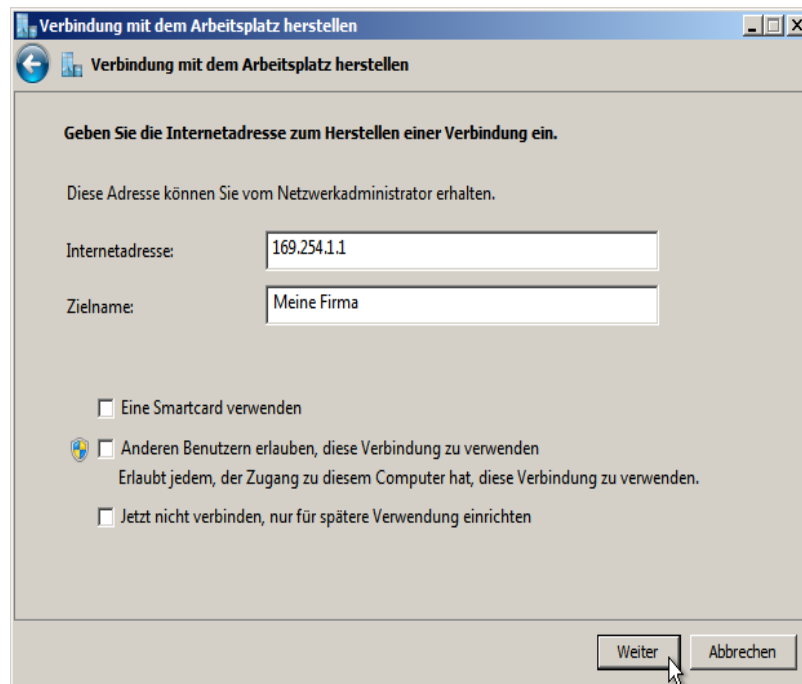 Verbindung mit dem Arbeitsplatz herstellen
Verbindung mit dem Arbeitsplatz herstellen
Geben Sie die Internetadresse zum Herstellen einer Verbindung ein.
Diese Adresse können Sie vom Netzwerkadministrator erhalten.
Internetadresse: 169.254.1.1
Zielname: Meine Firma
Eine Smartcard verwenden
Anderen Benutzern erlauben, diese Verbindung zu verwenden
Erlaubt jedem, der Zugang zu diesem Computer hat, diese Verbindung zu verwenden.
Jetzt nicht verbinden, nur für spätere Verwendung einrichten
Weiter Abbrechen